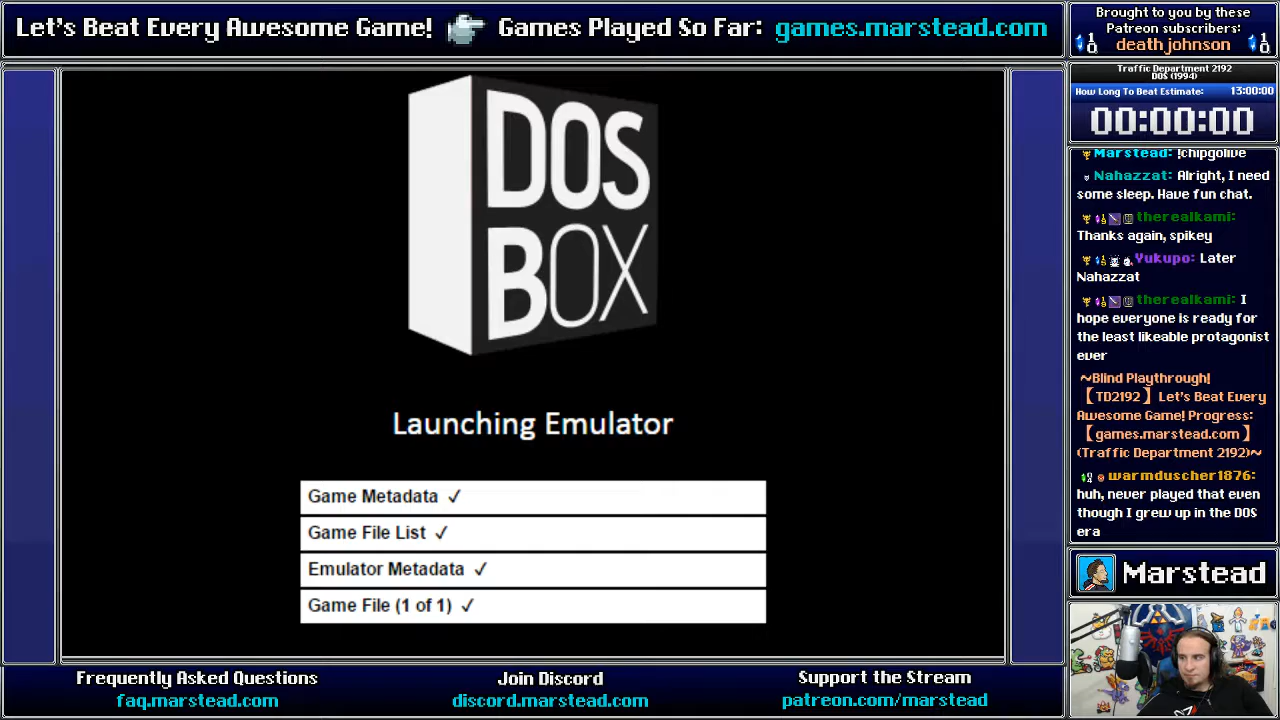 Let's Beat Every Awesome Game!
Games Played So Far: games.marstead.com
Brought to you by these
Patreon subscribers:
death johnson
Traffic Department 2192
DOS (1994)
How Long To Beat Estimate: 13:00:00
00:00:00
DOS
BOX
Launching Emulator
Game Metadata ✓
Game File List ✓
Emulator Metadata ✓
Game File (1 of 1) ✓
Marstead: !chipgolive
Nahazzat: Alright, I need
some sleep. Have fun chat.
therealkami:
Thanks again, spikey
Yukupo: Later
Nahazzat
therealkami: I
hope everyone is ready for
the least likeable protagonist
ever
~Blind Playthrough!
【TD2192】Let's Beat Every
Awesome Game! Progress:
【games.marstead.com】
(Traffic Department 2192)~
warmduscher1876:
huh, never played that even
though I grew up in the DOS
era
Marstead
Frequently Asked Questions
faq.marstead.com
Join Discord
discord.marstead.com
Support the Stream
patreon.com/marstead